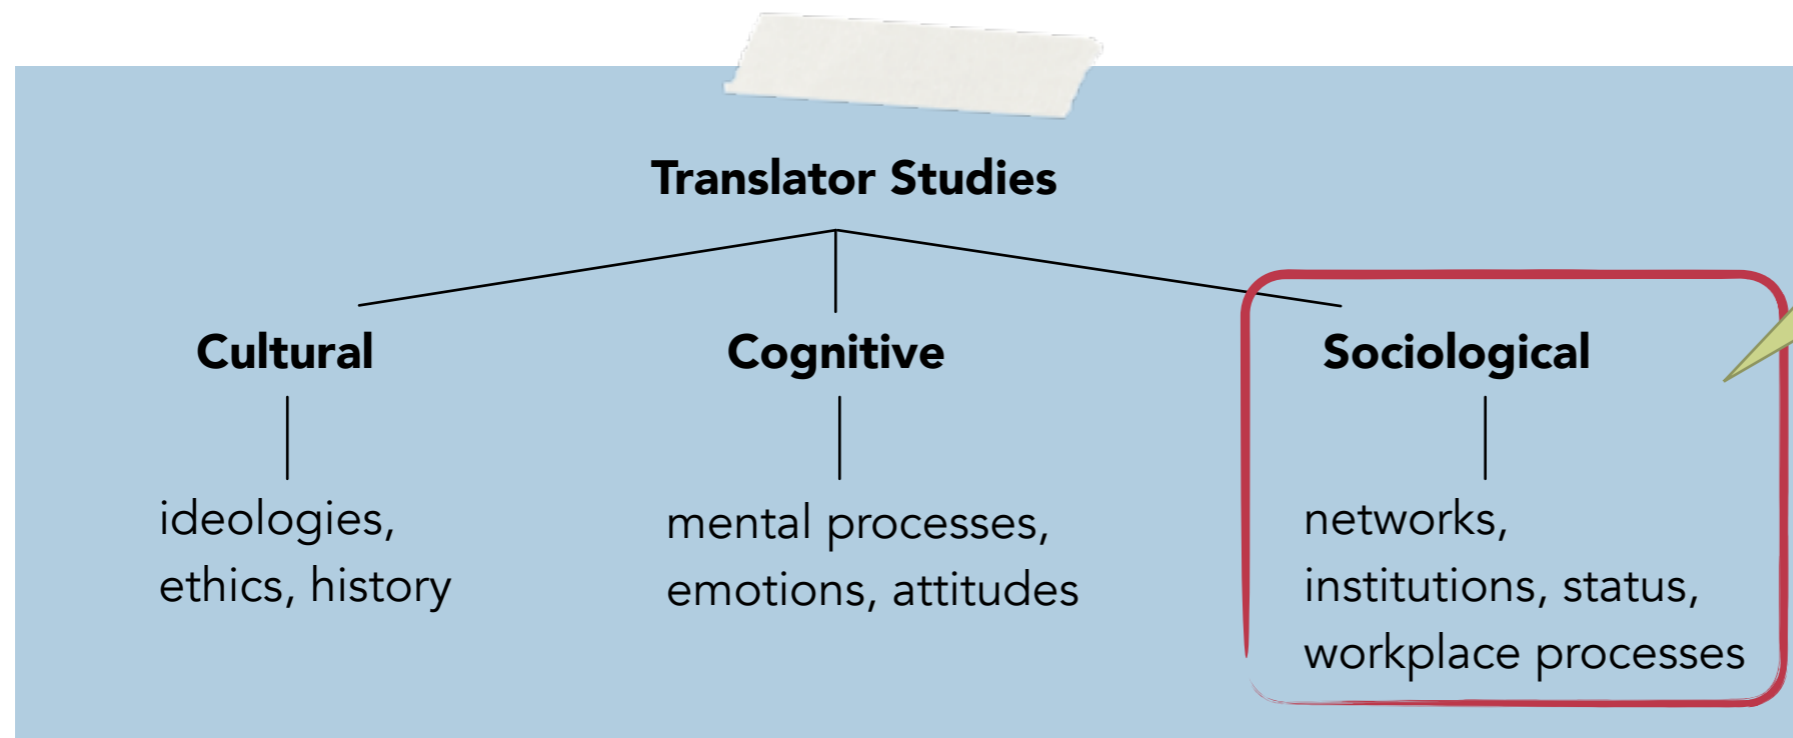 Translator Studies
Cultural
Cognitive
Sociological
ideologies,
ethics, history
mental processes,
emotions, attitudes
networks,
institutions, status,
workplace processes